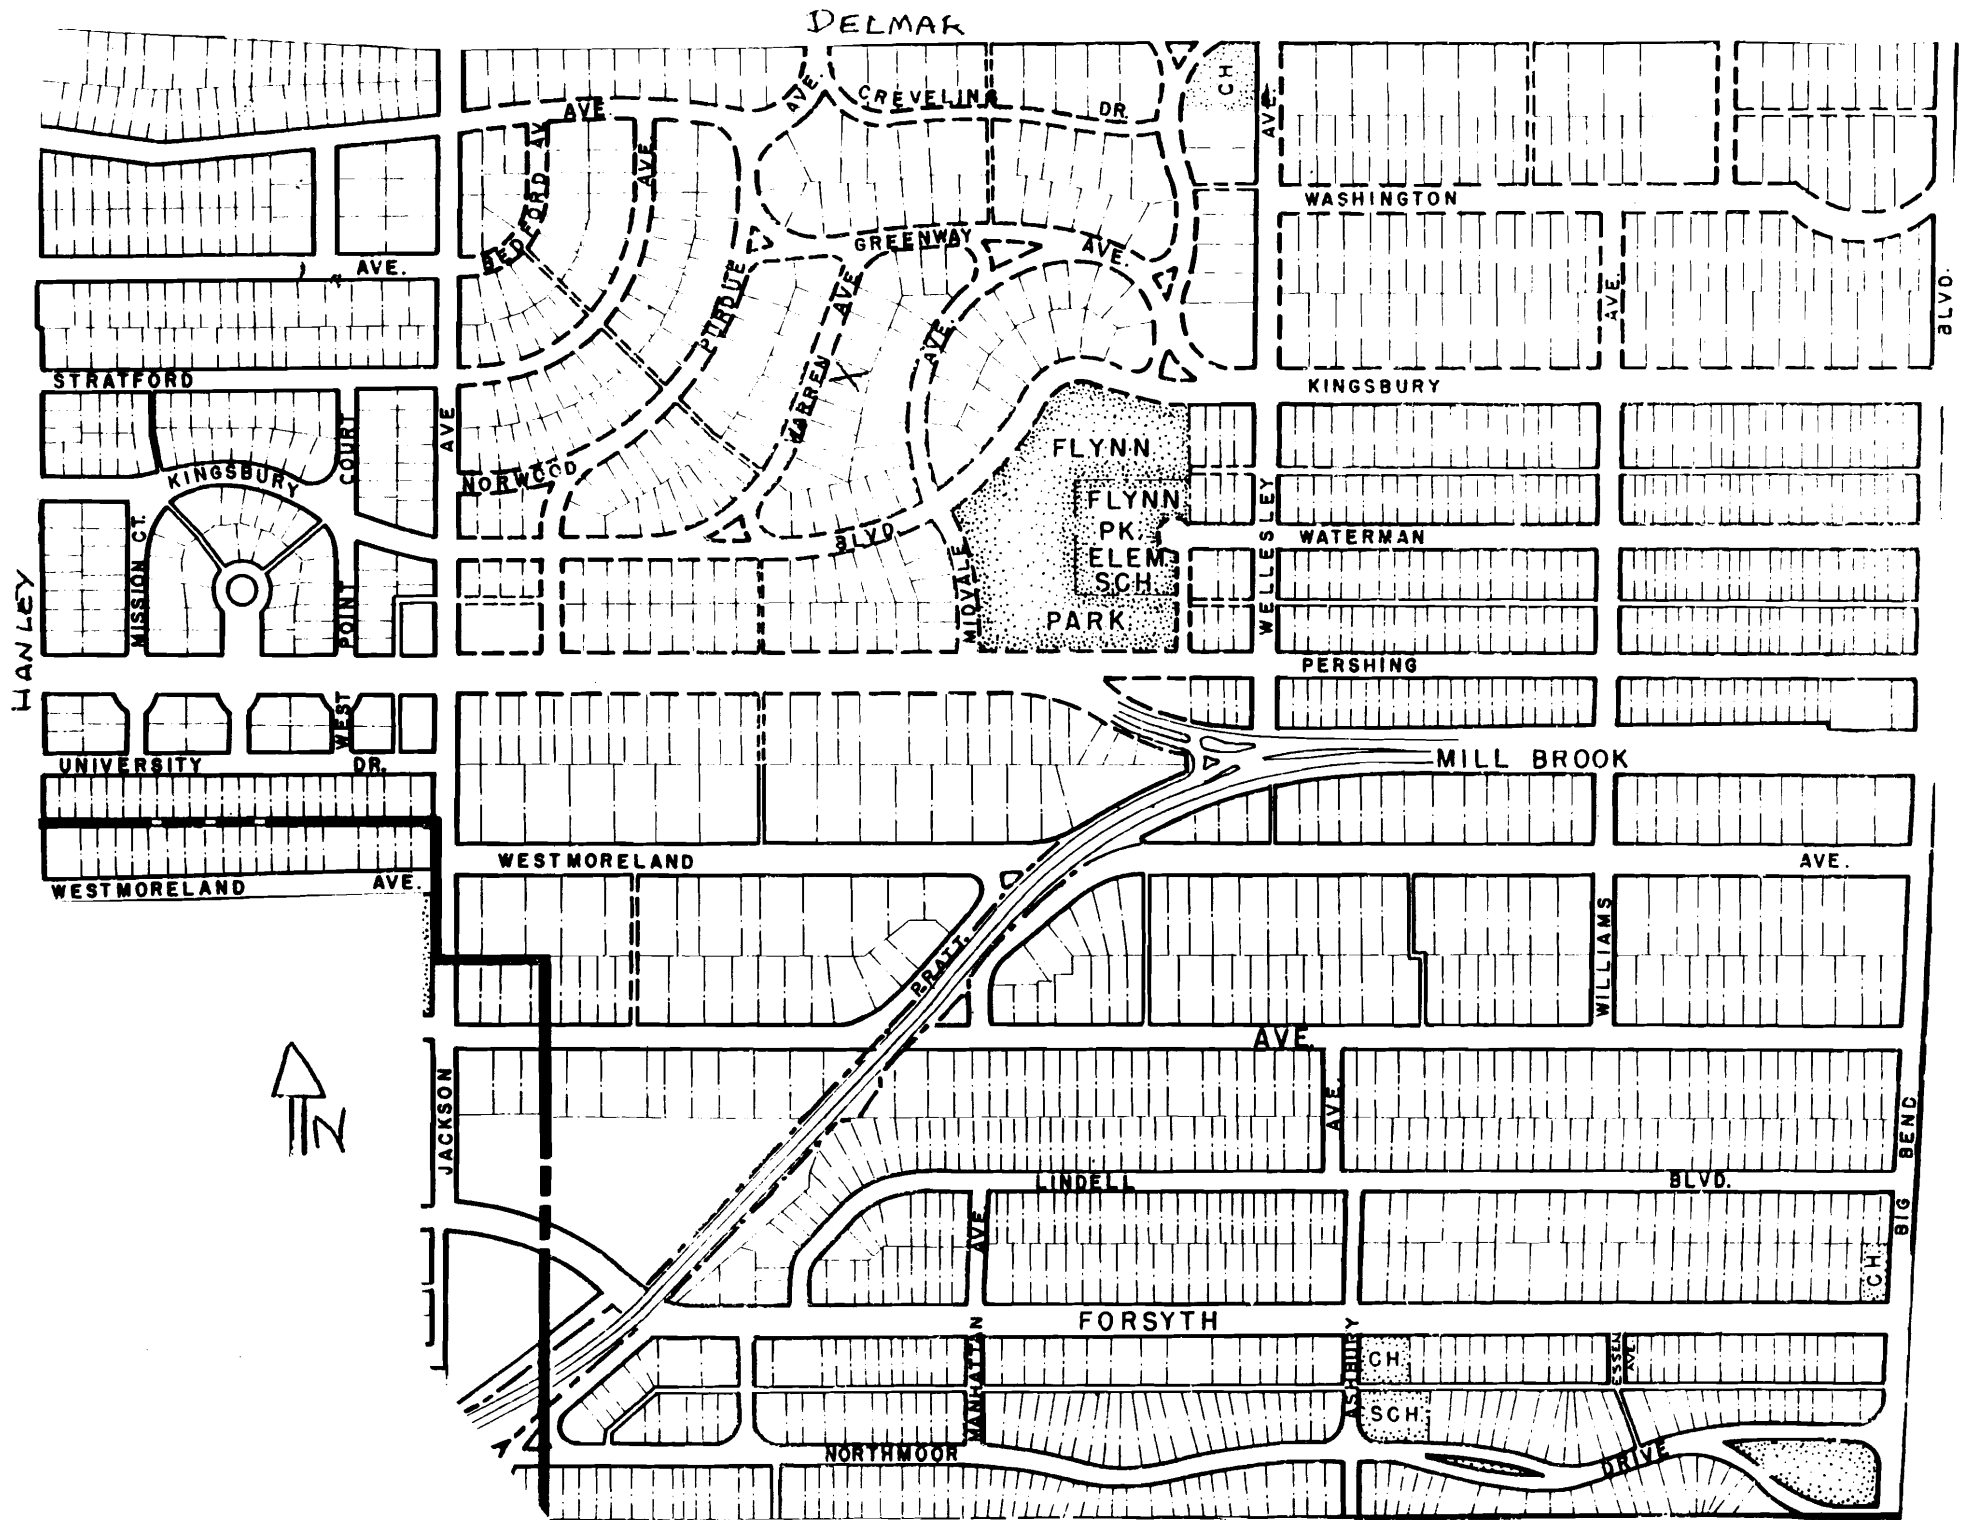 DELMAR
CREVELING DR.
AVE.
AVE.
CH
AVE.
BEDFORD AV.
AVE.
WASHINGTON
GREENWAY AVE.
AVE.
PURDUE
AVE
AVE.
AVE.
BLVD.
STRATFORD
WARREN
X
KINGSBURY
COURT
AVE
FLYNN
KINGSBURY
NORWOOD
FLYNN
PK.
ELEM.
SCH.
PARK
MISSION CT.
BLVD.
WATERMAN
HANLEY
POINT
MIDVALE
WELLESLEY
PERSHING
WEST
UNIVERSITY DR.
MILL BROOK
WESTMORELAND
AVE.
WESTMORELAND AVE.
WILLIAMS
PRATT
AVE.
N
JACKSON
AVE.
BEND
LINDELL BLVD.
AVE.
BIG
CH.
FORSYTH
MANHATTAN
ASHBURY
CH.
ESSEN AVE.
SCH.
NORTHMOOR
DRIVE